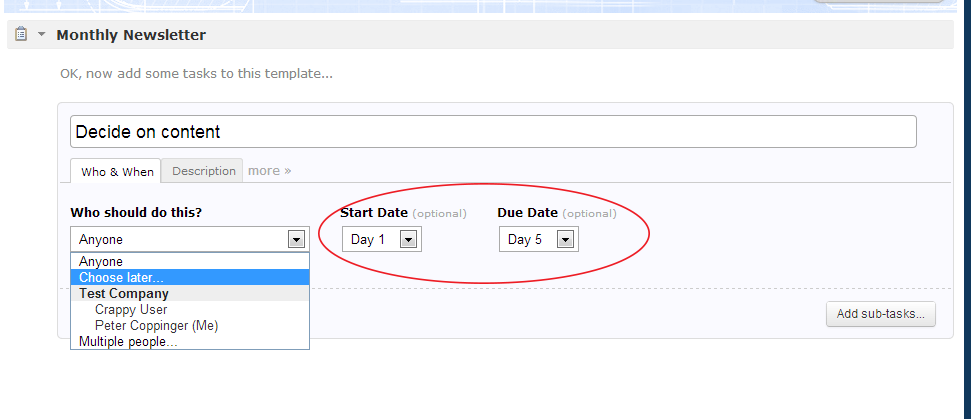 Monthly Newsletter
OK, now add some tasks to this template...
Decide on content
Who & When Description more »
Who should do this? Start Date (optional) Due Date (optional)
Anyone Day 1 Day 5
Anyone
Choose later...
Test Company
Crappy User
Peter Coppinger (Me)
Multiple people...
Add sub-tasks...